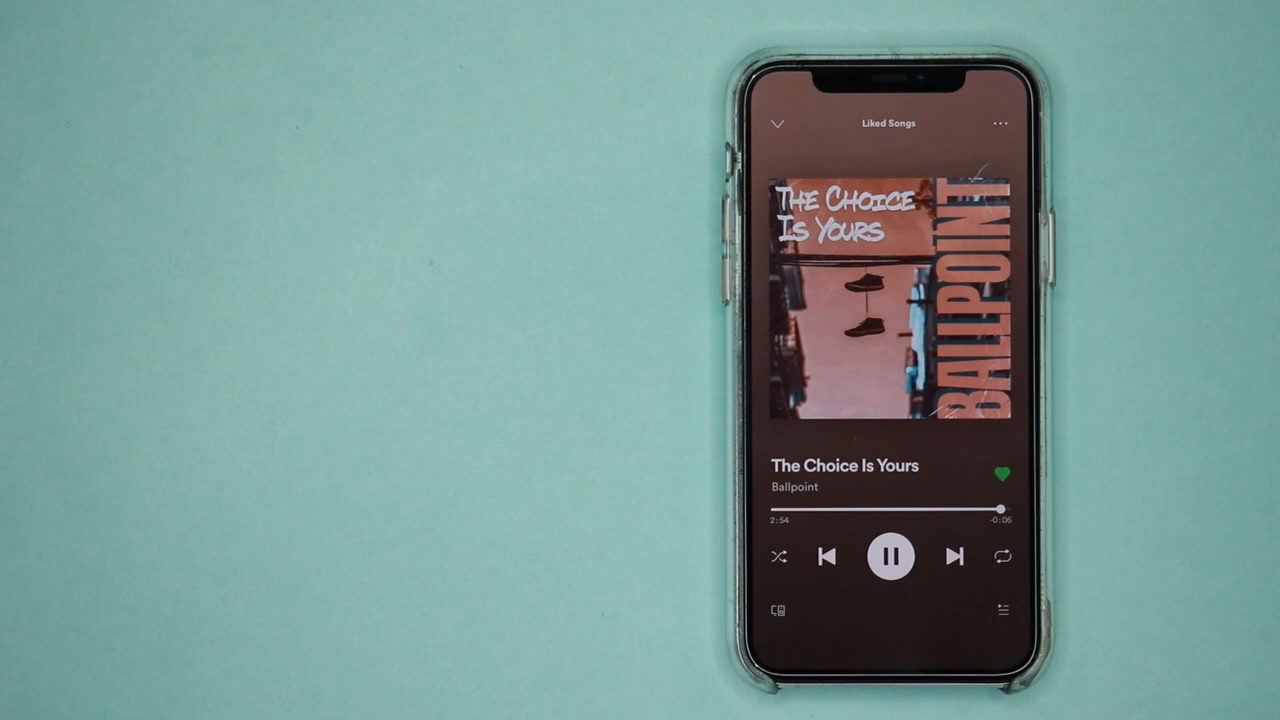 Liked Songs
THE CHOICE
IS YOURS
BALLPOINT
The Choice Is Yours
Ballpoint
2:54
-0:06